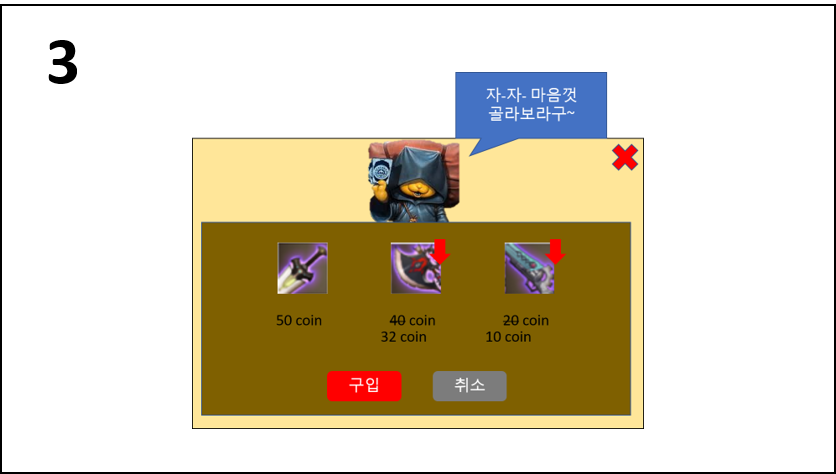 3
자-자- 마음껏
골라보라구~
50 coin
40 coin
32 coin
20 coin
10 coin
구입
취소